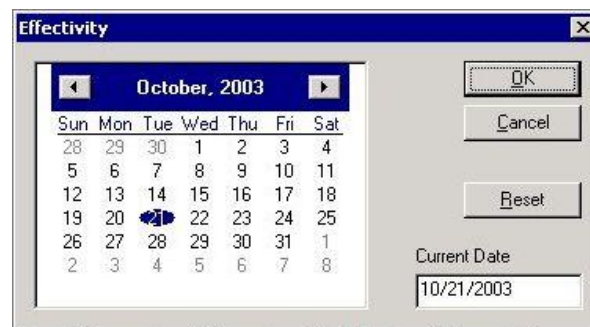 Effectivity
October, 2003
Sun Mon Tue Wed Thu Fri Sat
28 29 30 1 2 3 4
5 6 7 8 9 10 11
12 13 14 15 16 17 18
19 20 21 22 23 24 25
26 27 28 29 30 31 1
2 3 4 5 6 7 8
OK
Cancel
Reset
Current Date
10/21/2003